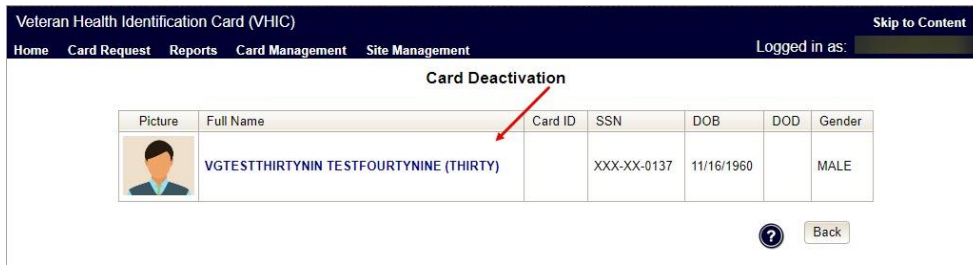 Veteran Health Identification Card (VHIC) Skip to Content
Home Card Request Reports Card Management Site Management Logged in as:
Card Deactivation
Picture Full Name Card ID SSN DOB DOD Gender
VGTESTTHIRTYNIN TESTFOURTYNINE (THIRTY) XXX-XX-0137 11/16/1960 MALE
? Back